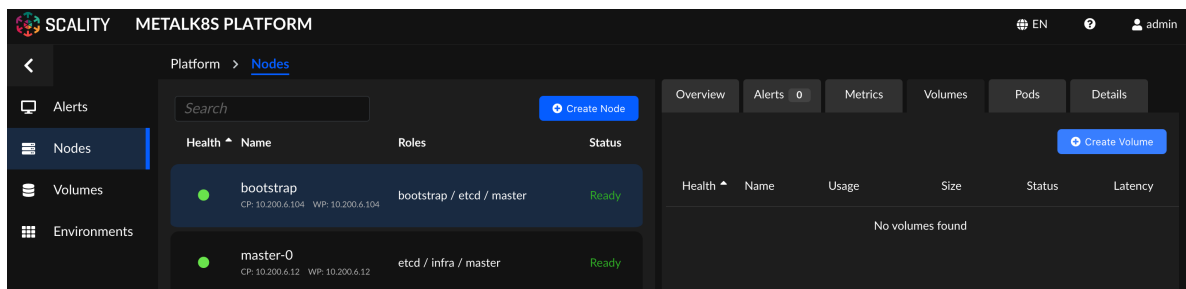 SCALITY METALK8S PLATFORM EN admin
Platform > Nodes
Alerts
Nodes
Volumes
Environments
Search Create Node
Health Name Roles Status
bootstrap
CP: 10.200.6.104 WP: 10.200.6.104
bootstrap / etcd / master Ready
master-0
CP: 10.200.6.12 WP: 10.200.6.12
etcd / infra / master Ready
Overview Alerts 0 Metrics Volumes Pods Details
Create Volume
Health Name Usage Size Status Latency
No volumes found